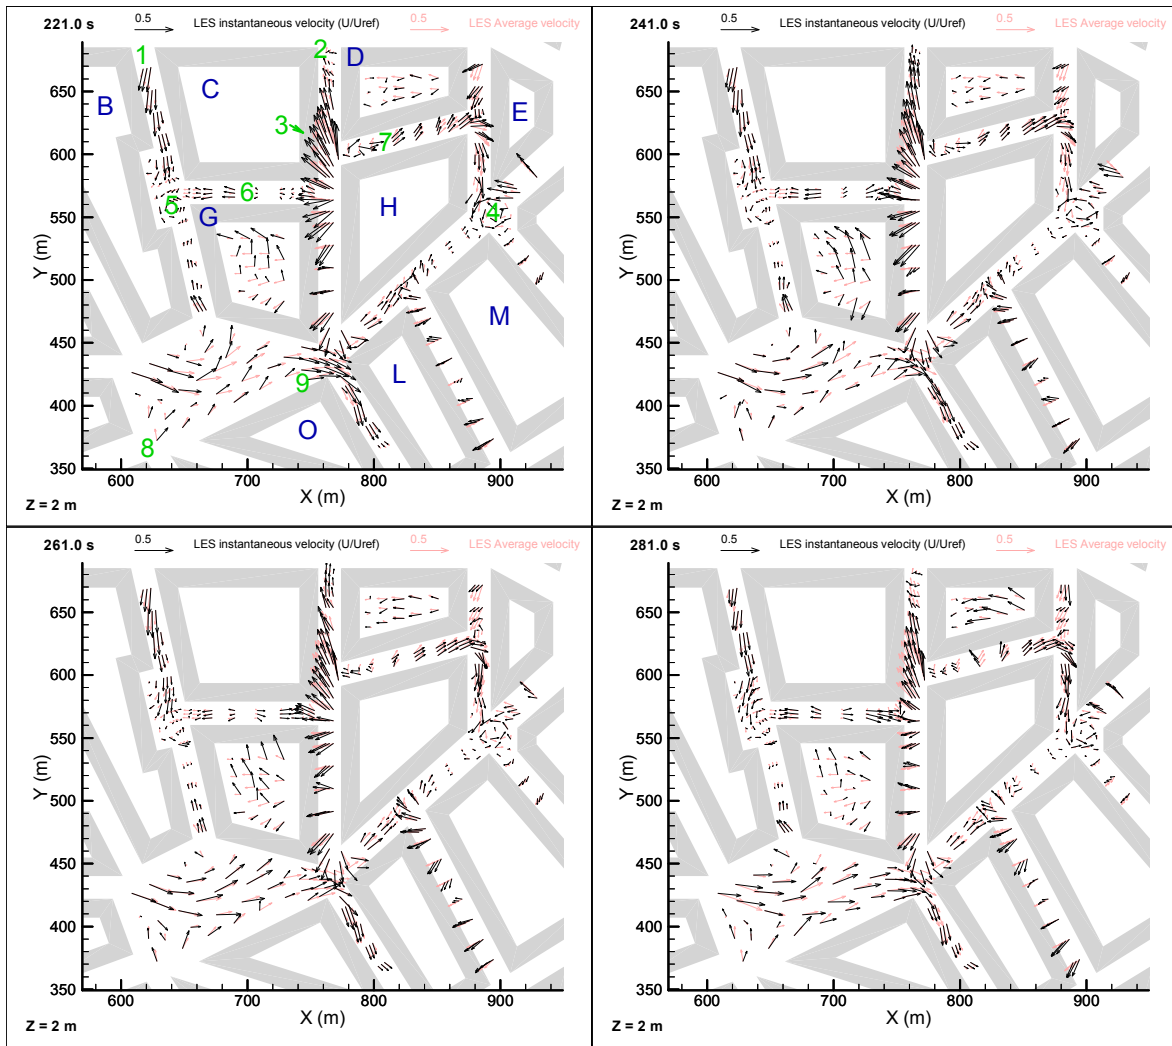 221.0 s 0.5 LES instantaneous velocity (U/Uref) 0.5 LES Average velocity
1 2 D
B C 3 7 E
5 6 G H 4
M
L
9 O
8
650
600
550
500
450
400
350
Y (m)
600 700 800 900
X (m)
Z = 2 m
241.0 s 0.5 LES instantaneous velocity (U/Uref) 0.5 LES Average velocity
650
600
550
500
450
400
350
Y (m)
600 700 800 900
X (m)
Z = 2 m
261.0 s 0.5 LES instantaneous velocity (U/Uref) 0.5 LES Average velocity
650
600
550
500
450
400
350
Y (m)
600 700 800 900
X (m)
Z = 2 m
281.0 s 0.5 LES instantaneous velocity (U/Uref) 0.5 LES Average velocity
650
600
550
500
450
400
350
Y (m)
600 700 800 900
X (m)
Z = 2 m